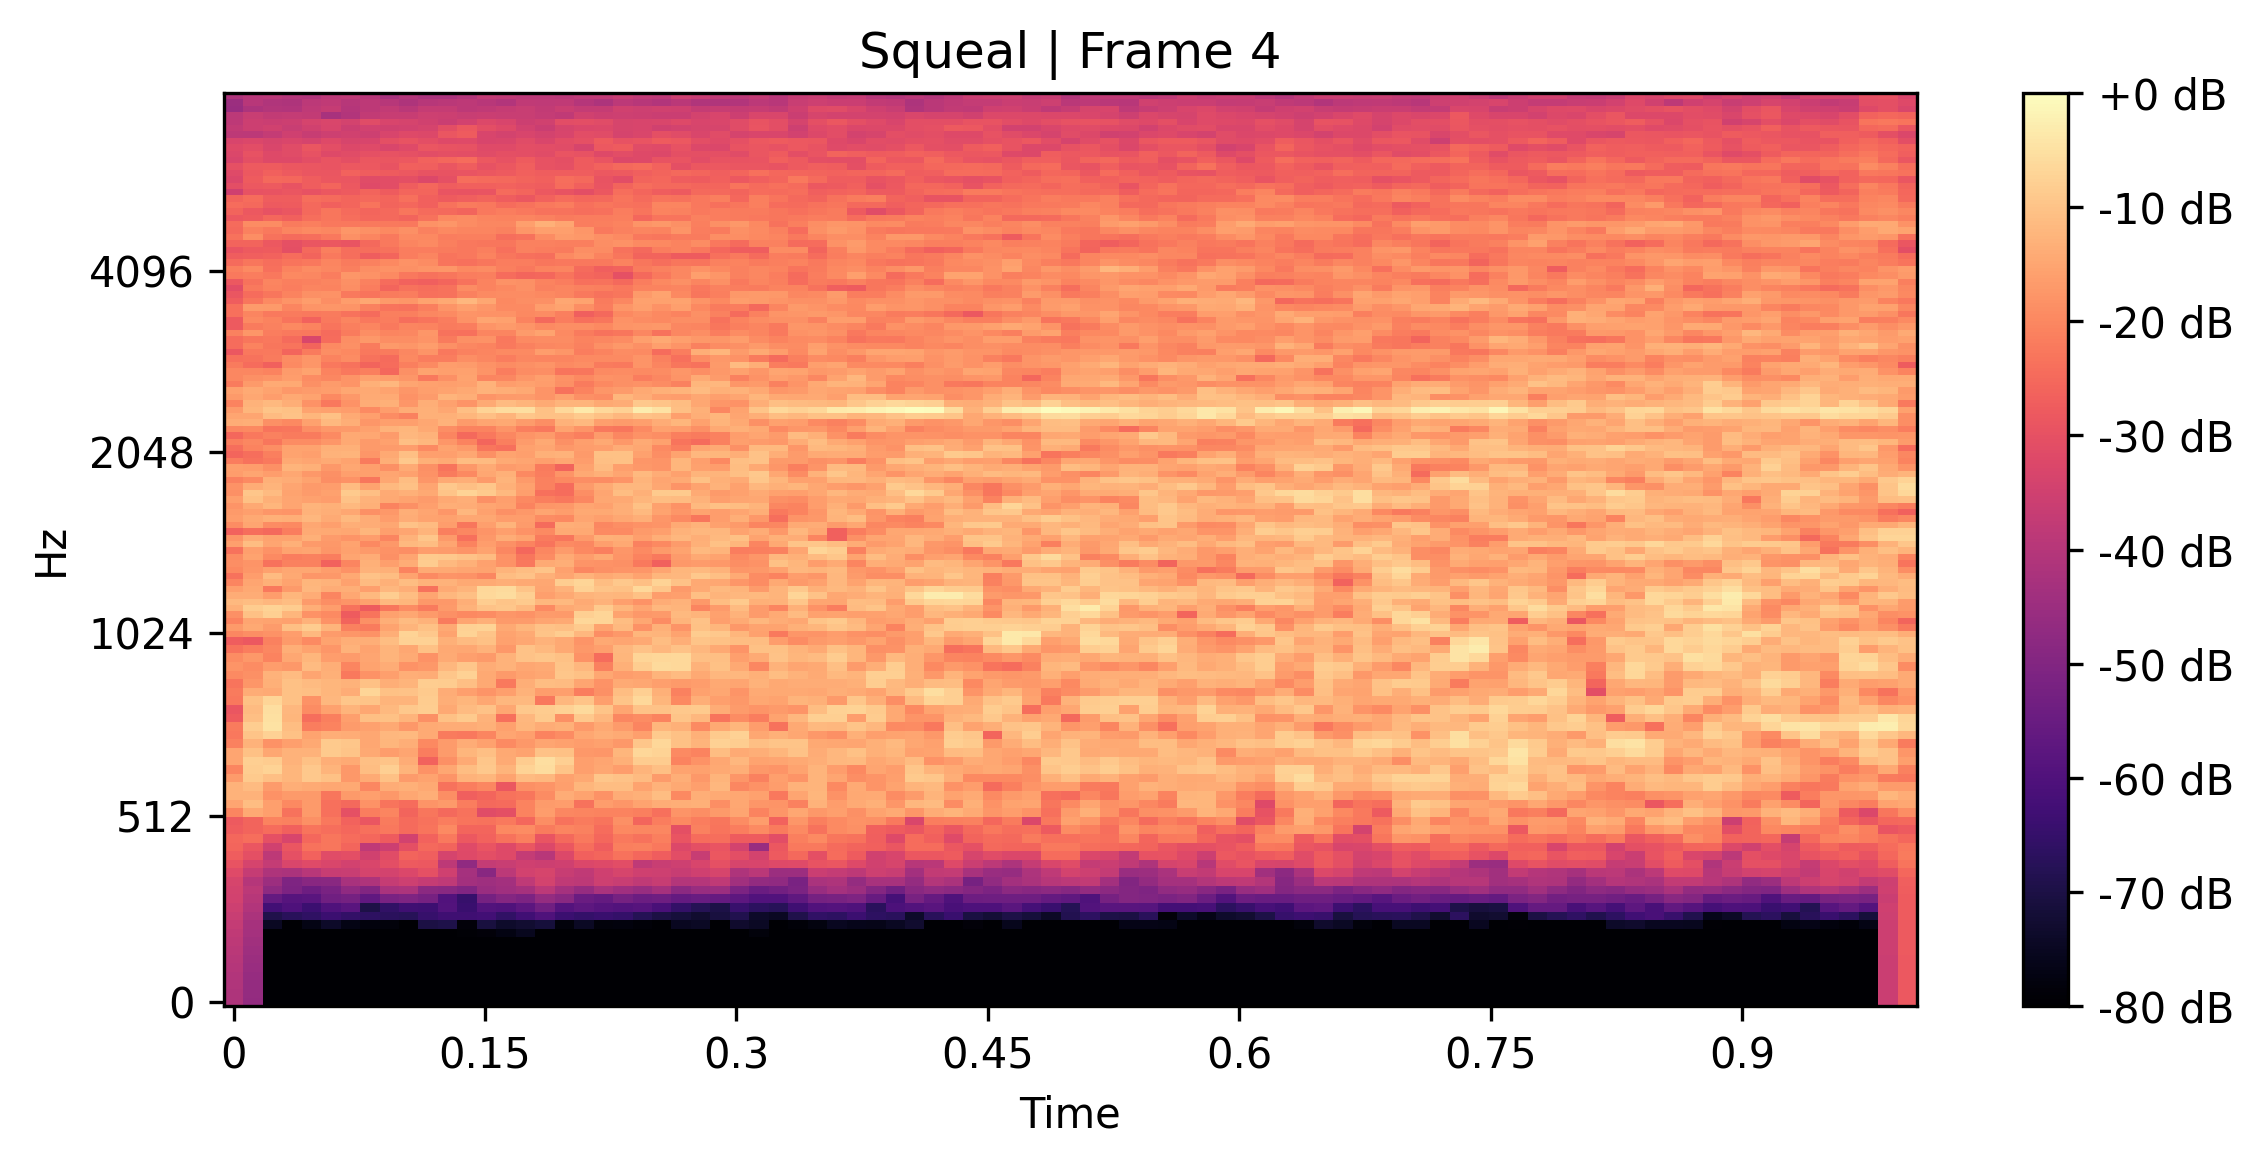 Squeal | Frame 4
Hz
4096
2048
1024
512
0
0 0.15 0.3 0.45 0.6 0.75 0.9
Time
+0 dB
-10 dB
-20 dB
-30 dB
-40 dB
-50 dB
-60 dB
-70 dB
-80 dB